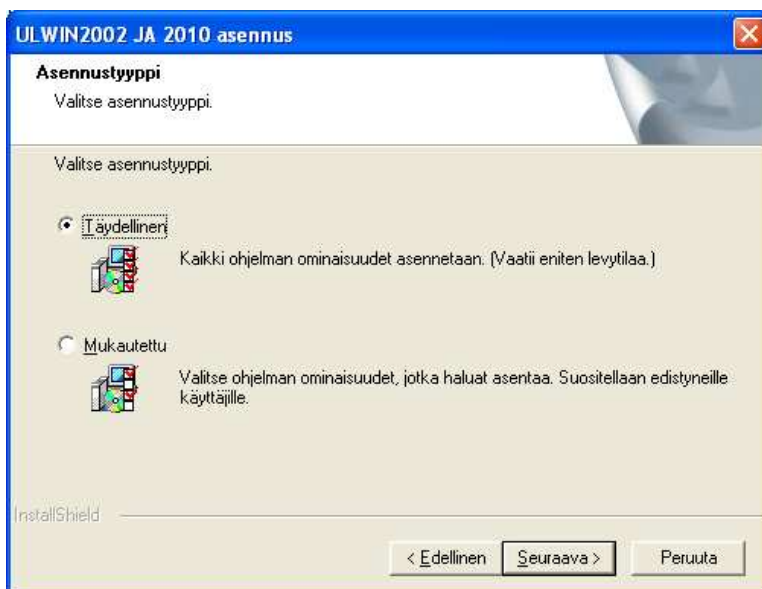 ULWIN2002 JA 2010 asennus
Asennustyyppi
Valitse asennustyyppi.
Valitse asennustyyppi.
Täydellinen
Kaikki ohjelman ominaisuudet asennetaan. (Vaatii eniten levytilaa.)
Mukautettu
Valitse ohjelman ominaisuudet, jotka haluat asentaa. Suositellaan edistyneille
käyttäjille.
InstallShield
< Edellinen Seuraava > Peruuta